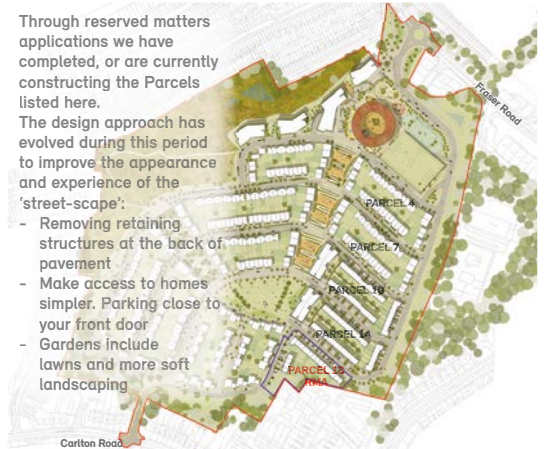 Through reserved matters
applications we have
completed, or are currently
constructing the Parcels
listed here.
The design approach has
evolved during this period
to improve the appearance
and experience of the
'street-scape':
- Removing retaining
structures at the back of
pavement
- Make access to homes
simpler. Parking close to
your front door
- Gardens include
lawns and more soft
landscaping
Fraser Road
PARCEL 4
PARCEL 7
PARCEL 10
PARCEL 14
PARCEL 18
RMA
Carlton Road